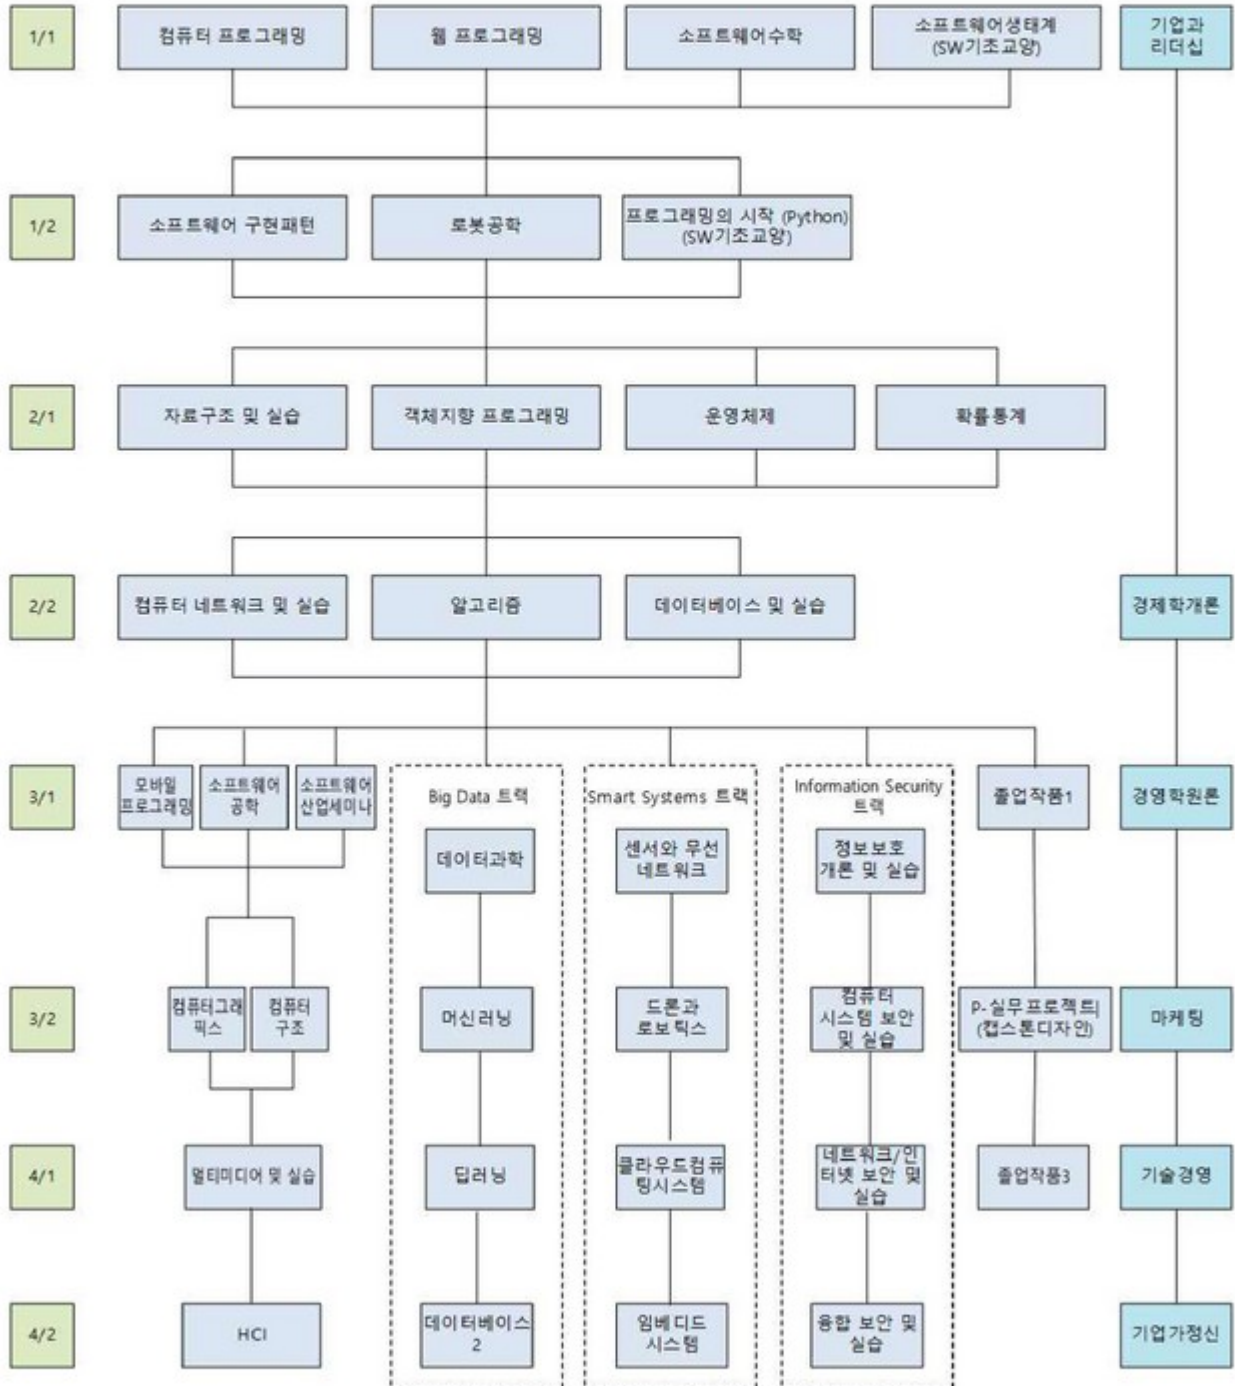 1/1
컴퓨터 프로그래밍
웹 프로그래밍
소프트웨어수학
소프트웨어생태계
(SW기초교양)
기업과
리더십
1/2
소프트웨어 구현패턴
로봇공학
프로그래밍의 시작 (Python)
(SW기초교양)
2/1
자료구조 및 실습
객체지향 프로그래밍
운영체제
확률통계
2/2
컴퓨터 네트워크 및 실습
알고리즘
데이터베이스 및 실습
경제학개론
3/1
모바일
프로그래밍
소프트웨어
공학
소프트웨어
산업세미나
Big Data 트랙
데이터과학
Smart Systems 트랙
센서와 무선
네트워크
Information Security
트랙
정보보호
개론 및 실습
졸업작품1
경영학원론
3/2
컴퓨터그래
픽스
컴퓨터
구조
머신러닝
드론과
로보틱스
컴퓨터
시스템 보안
및 실습
P-실무프로젝트|
(캡스톤디자인)
마케팅
4/1
멀티미디어 및 실습
딥러닝
클라우드컴퓨
팅시스템
네트워크/인
터넷 보안 및
실습
졸업작품3
기술경영
4/2
HCI
데이터베이스
2
임베디드
시스템
융합 보안 및
실습
기업가정신